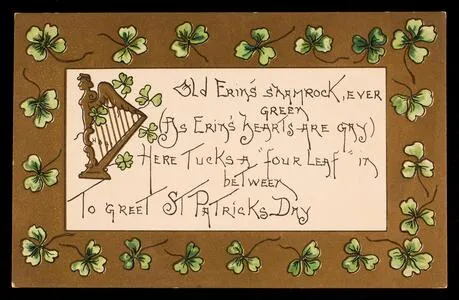 Old Erin's shamrock, ever
green
(As Erin's hearts are gay)
Here Tucks a "four leaf" in
between
To greet St Patricks Day